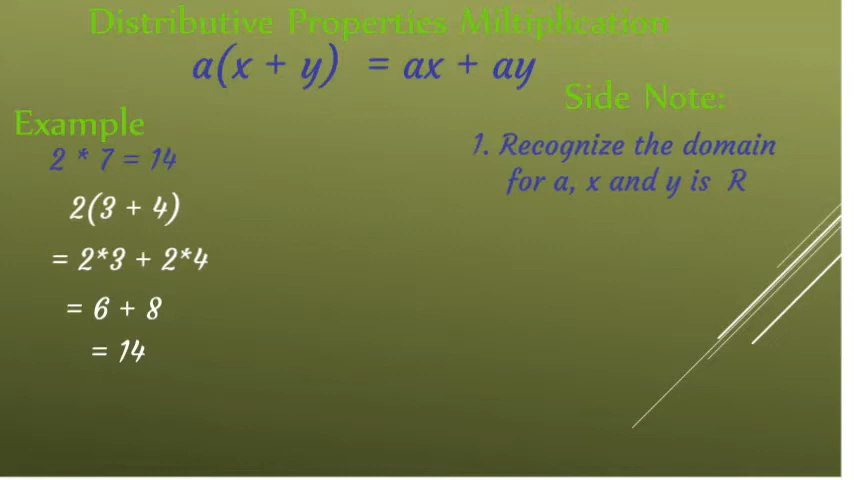 Distributive Properties Miltiplication
a(x + y) = ax + ay
Side Note:
Example
1. Recognize the domain
for a, x and y is R
2 * 7 = 14
2(3 + 4)
= 2*3 + 2*4
= 6 + 8
= 14